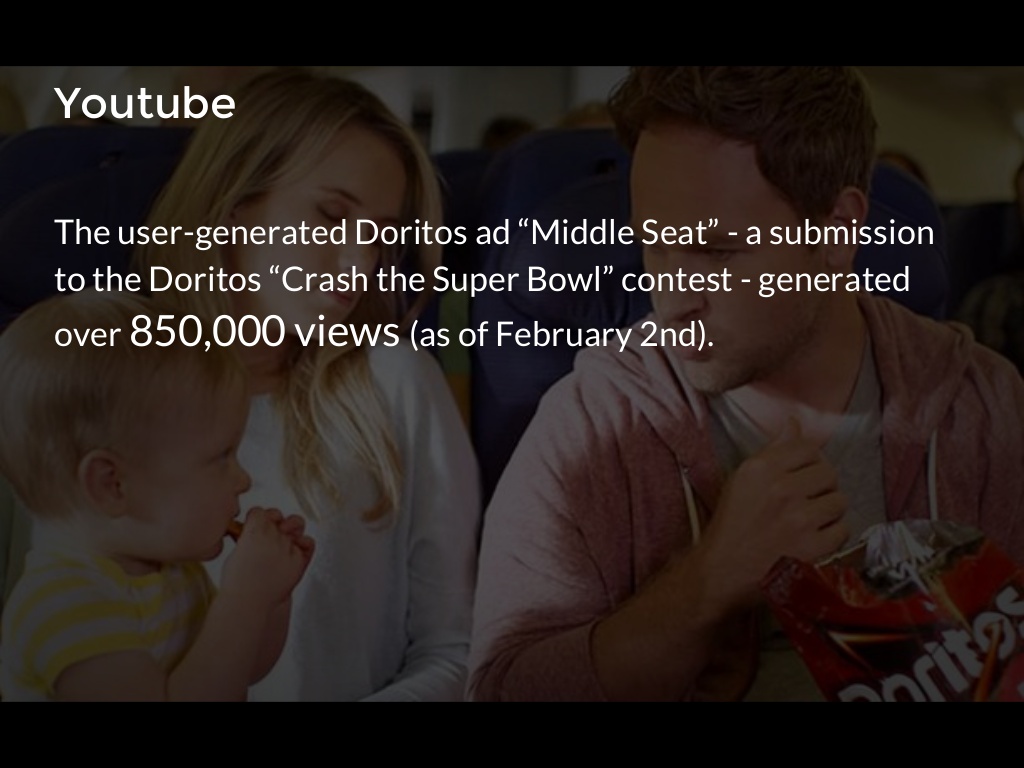 Youtube
The user-generated Doritos ad “Middle Seat” - a submission
to the Doritos “Crash the Super Bowl” contest - generated
over 850,000 views (as of February 2nd).
Doritos